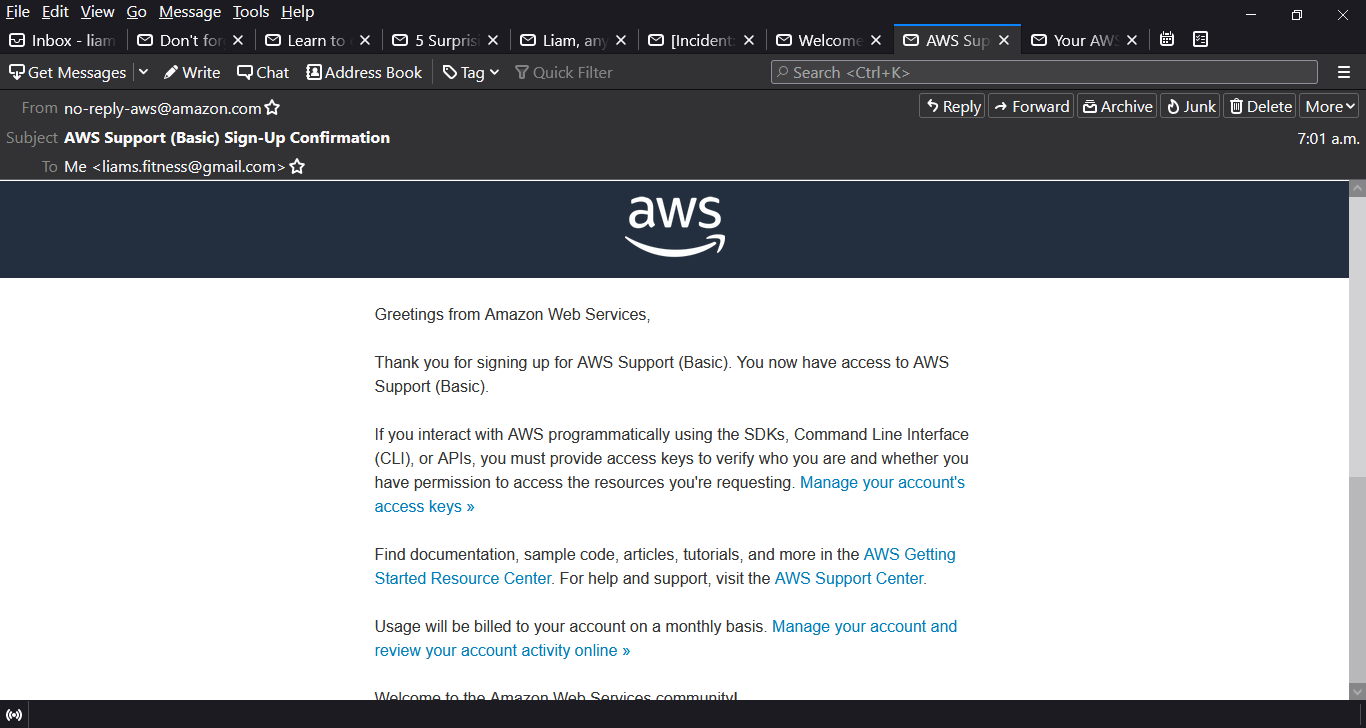 File Edit View Go Message Tools Help
Inbox - liam Don't for Learn to 5 Surpris Liam, any [Incident: Welcome AWS Sup Your AWS
Get Messages Write Chat Address Book Tag Quick Filter Search <Ctrl+K>
From no-reply-aws@amazon.com Reply Forward Archive Junk Delete More
Subject AWS Support (Basic) Sign-Up Confirmation 7:01 a.m.
To Me <liams.fitness@gmail.com>
aws
Greetings from Amazon Web Services,
Thank you for signing up for AWS Support (Basic). You now have access to AWS
Support (Basic).
If you interact with AWS programmatically using the SDKs, Command Line Interface
(CLI), or APIs, you must provide access keys to verify who you are and whether you
have permission to access the resources you're requesting. Manage your account's
access keys »
Find documentation, sample code, articles, tutorials, and more in the AWS Getting
Started Resource Center. For help and support, visit the AWS Support Center.
Usage will be billed to your account on a monthly basis. Manage your account and
review your account activity online »
Welcome to the Amazon Web Services community!